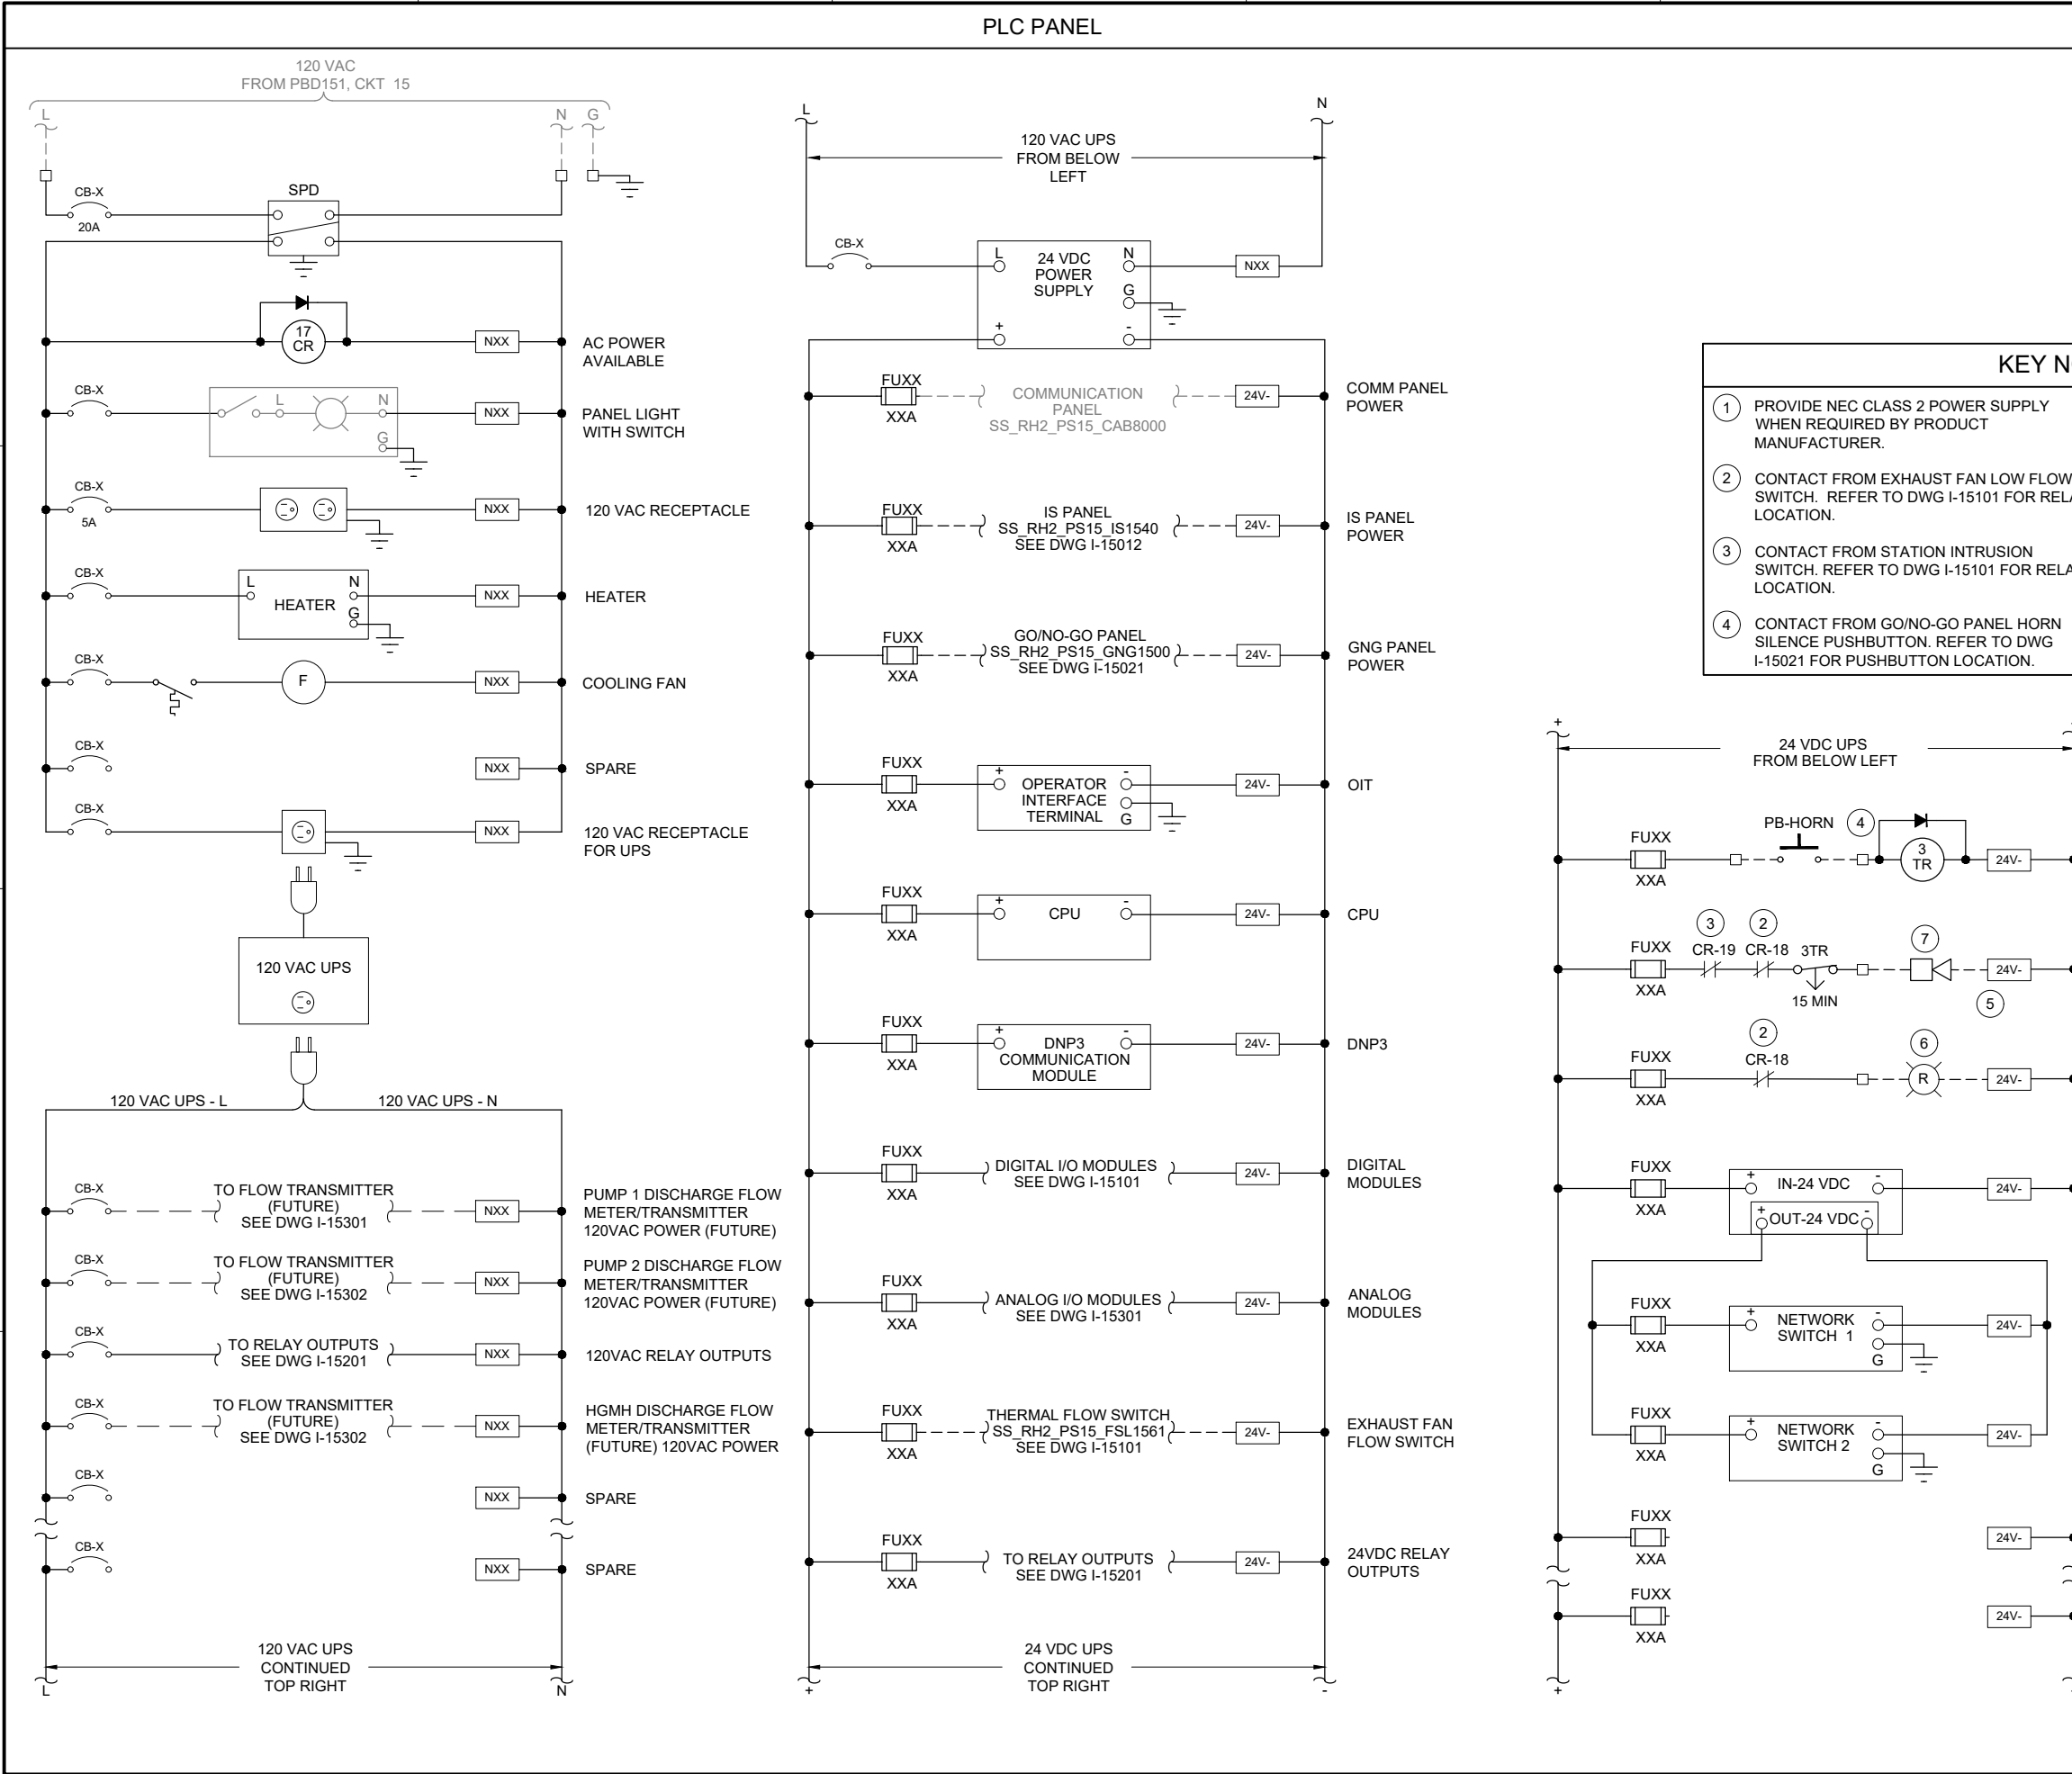 PLC PANEL
120 VAC
FROM PBD151, CKT 15
L
N
G
CB-X
20A
SPD
17
CR
NXX
AC POWER
AVAILABLE
CB-X
L
N
G
NXX
PANEL LIGHT
WITH SWITCH
CB-X
5A
NXX
120 VAC RECEPTACLE
CB-X
L
HEATER
N
G
NXX
HEATER
CB-X
F
NXX
COOLING FAN
CB-X
NXX
SPARE
CB-X
NXX
120 VAC RECEPTACLE
FOR UPS
120 VAC UPS
120 VAC UPS - L
120 VAC UPS - N
CB-X
TO FLOW TRANSMITTER
(FUTURE)
SEE DWG I-15301
NXX
PUMP 1 DISCHARGE FLOW
METER/TRANSMITTER
120VAC POWER (FUTURE)
CB-X
TO FLOW TRANSMITTER
(FUTURE)
SEE DWG I-15302
NXX
PUMP 2 DISCHARGE FLOW
METER/TRANSMITTER
120VAC POWER (FUTURE)
CB-X
TO RELAY OUTPUTS
SEE DWG I-15201
NXX
120VAC RELAY OUTPUTS
CB-X
TO FLOW TRANSMITTER
(FUTURE)
SEE DWG I-15302
NXX
HGMH DISCHARGE FLOW
METER/TRANSMITTER
(FUTURE) 120VAC POWER
CB-X
NXX
SPARE
CB-X
NXX
SPARE
120 VAC UPS
CONTINUED
TOP RIGHT
L
N
L
N
120 VAC UPS
FROM BELOW
LEFT
CB-X
L
24 VDC
POWER
SUPPLY
N
G
+
-
NXX
FUXX
XXA
COMMUNICATION
PANEL
SS_RH2_PS15_CAB8000
24V-
COMM PANEL
POWER
FUXX
XXA
IS PANEL
SS_RH2_PS15_IS1540
SEE DWG I-15012
24V-
IS PANEL
POWER
FUXX
XXA
GO/NO-GO PANEL
SS_RH2_PS15_GNG1500
SEE DWG I-15021
24V-
GNG PANEL
POWER
FUXX
XXA
+
OPERATOR
INTERFACE
TERMINAL
-
G
24V-
OIT
FUXX
XXA
+
CPU
-
24V-
CPU
FUXX
XXA
+
DNP3
COMMUNICATION
MODULE
-
24V-
DNP3
FUXX
XXA
DIGITAL I/O MODULES
SEE DWG I-15101
24V-
DIGITAL
MODULES
FUXX
XXA
ANALOG I/O MODULES
SEE DWG I-15301
24V-
ANALOG
MODULES
FUXX
XXA
THERMAL FLOW SWITCH
SS_RH2_PS15_FSL1561
SEE DWG I-15101
24V-
EXHAUST FAN
FLOW SWITCH
FUXX
XXA
TO RELAY OUTPUTS
SEE DWG I-15201
24V-
24VDC RELAY
OUTPUTS
24 VDC UPS
CONTINUED
TOP RIGHT
+
-
KEY N
1 PROVIDE NEC CLASS 2 POWER SUPPLY
WHEN REQUIRED BY PRODUCT
MANUFACTURER.
2 CONTACT FROM EXHAUST FAN LOW FLOW
SWITCH. REFER TO DWG I-15101 FOR RELA
LOCATION.
3 CONTACT FROM STATION INTRUSION
SWITCH. REFER TO DWG I-15101 FOR RELA
LOCATION.
4 CONTACT FROM GO/NO-GO PANEL HORN
SILENCE PUSHBUTTON. REFER TO DWG
I-15021 FOR PUSHBUTTON LOCATION.
+
24 VDC UPS
FROM BELOW LEFT
FUXX
XXA
PB-HORN
4
3
TR
24V-
FUXX
XXA
3
CR-19
2
CR-18
3TR
15 MIN
7
24V-
5
FUXX
XXA
2
CR-18
6
R
24V-
FUXX
XXA
+
IN-24 VDC
-
+
OUT-24 VDC
-
24V-
FUXX
XXA
+
NETWORK
SWITCH 1
-
G
24V-
FUXX
XXA
+
NETWORK
SWITCH 2
-
G
24V-
FUXX
XXA
24V-
FUXX
XXA
24V-
+